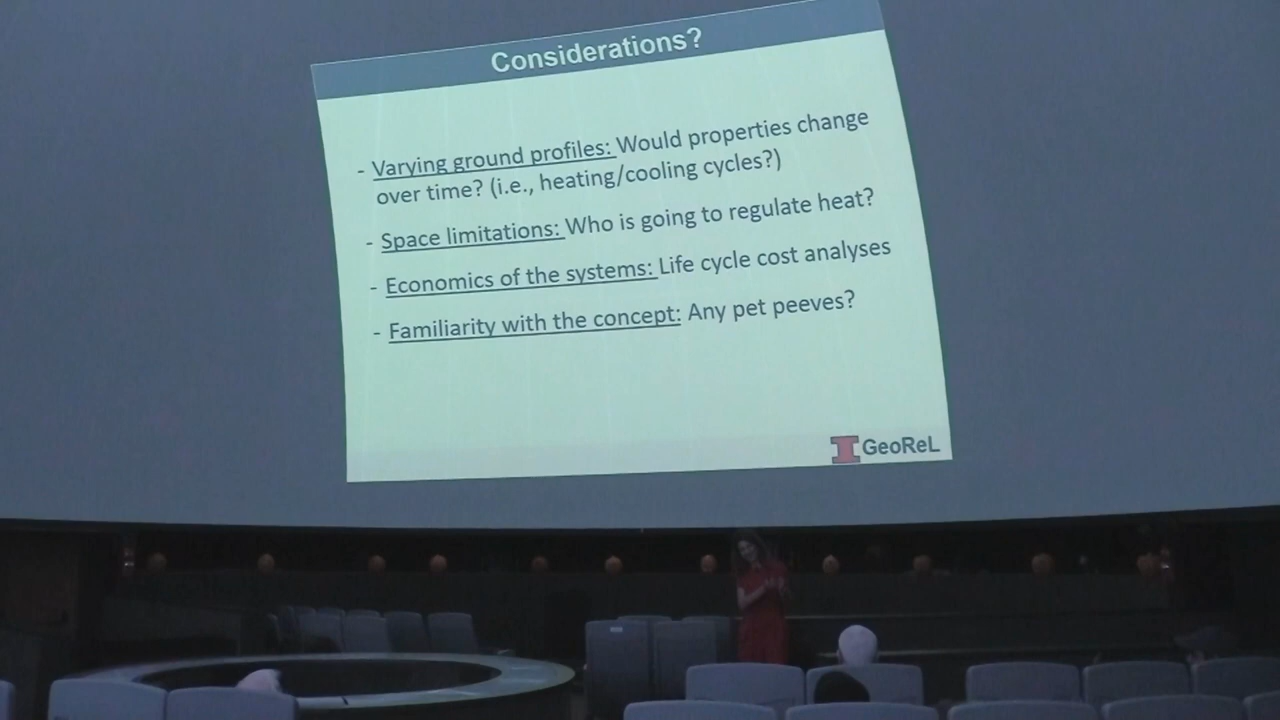 Considerations?
- Varying ground profiles: Would properties change
over time? (i.e., heating/cooling cycles?)
- Space limitations: Who is going to regulate heat?
- Economics of the systems: Life cycle cost analyses
- Familiarity with the concept: Any pet peeves?
I GeoReL